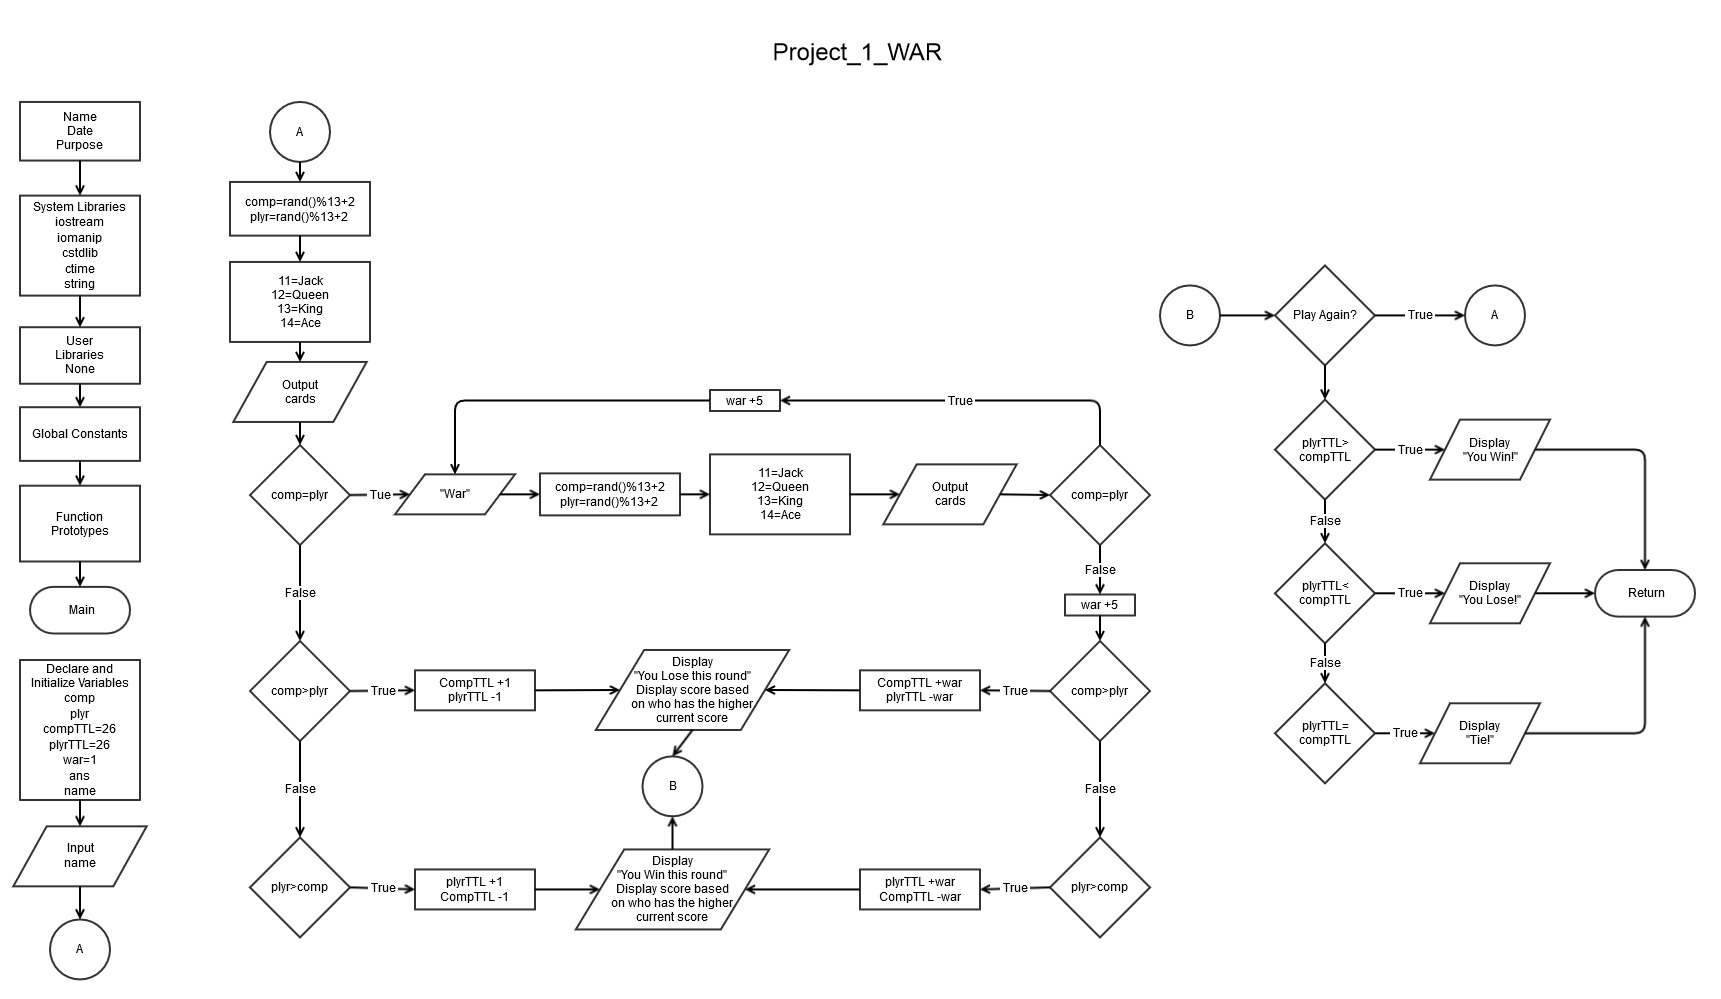 Project_1_WAR
Name
Date
Purpose
System Libraries
iostream
iomanip
cstdlib
ctime
string
User
Libraries
None
Global Constants
Function
Prototypes
Main
Declare and
Initialize Variables
comp
plyr
compTTL=26
plyrTTL=26
war=1
ans
name
Input
name
A
A
comp=rand()%13+2
plyr=rand()%13+2
11=Jack
12=Queen
13=King
14=Ace
Output
cards
comp=plyr
Tue
"War"
comp=rand()%13+2
plyr=rand()%13+2
11=Jack
12=Queen
13=King
14=Ace
Output
cards
comp=plyr
True
war +5
False
war +5
False
comp>plyr
True
CompTTL +1
plyrTTL -1
Display
"You Lose this round"
Display score based
on who has the higher
current score
CompTTL +war
plyrTTL -war
True
comp>plyr
B
False
False
plyr>comp
True
plyrTTL +1
CompTTL -1
Display
"You Win this round"
Display score based
on who has the higher
current score
plyrTTL +war
CompTTL -war
True
plyr>comp
B
Play Again?
True
A
plyrTTL>
compTTL
True
Display
"You Win!"
False
plyrTTL<
compTTL
True
Display
"You Lose!"
Return
False
plyrTTL=
compTTL
True
Display
"Tie!"